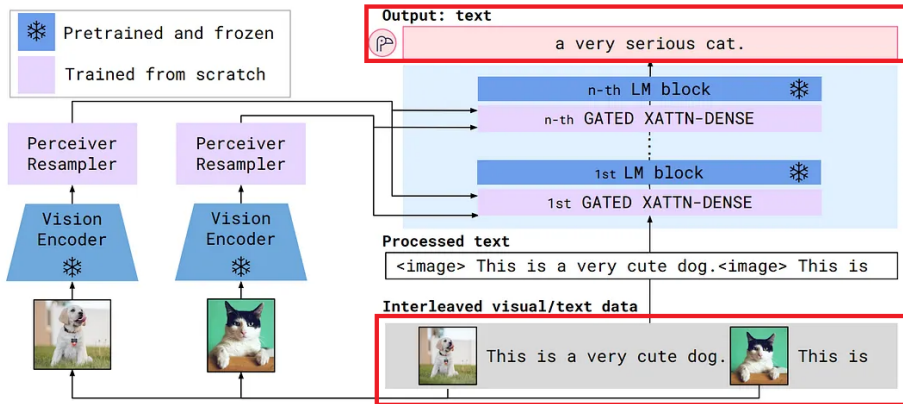 Pretrained and frozen
Trained from scratch
Output: text
a very serious cat.
n-th LM block
n-th GATED XATTN-DENSE
1st LM block
1st GATED XATTN-DENSE
Perceiver
Resampler
Perceiver
Resampler
Vision
Encoder
Vision
Encoder
Processed text
<image> This is a very cute dog.<image> This is
Interleaved visual/text data
This is a very cute dog.
This is